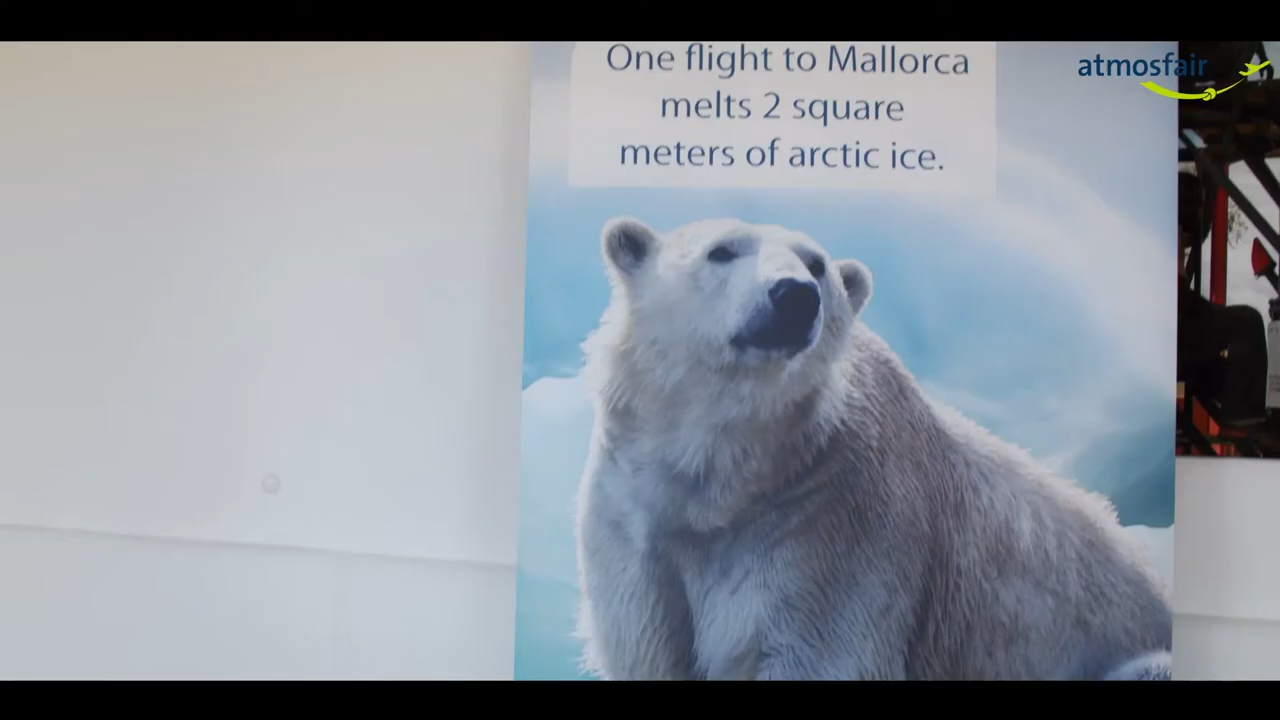 One flight to Mallorca
melts 2 square
meters of arctic ice.
atmosfair